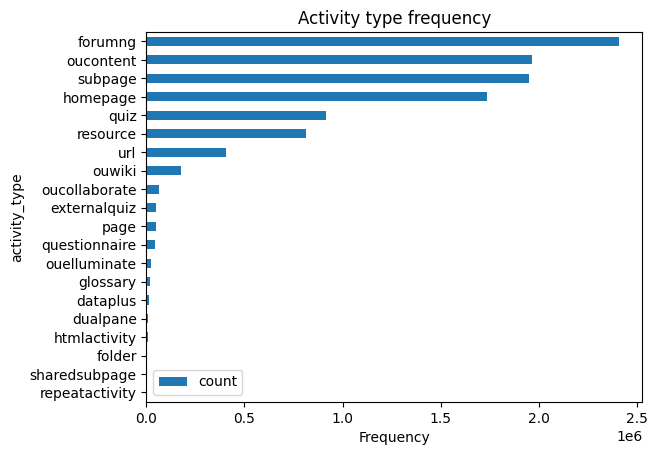 Activity type frequency
forumng
oucontent
subpage
homepage
quiz
resource
url
ouwiki
oucollaborate
externalquiz
page
questionnaire
ouelluminate
glossary
dataplus
dualpane
htmlactivity
folder
sharedsubpage
repeatactivity
activity_type
count
0.0 0.5 1.0 1.5 2.0 2.5
1e6
Frequency